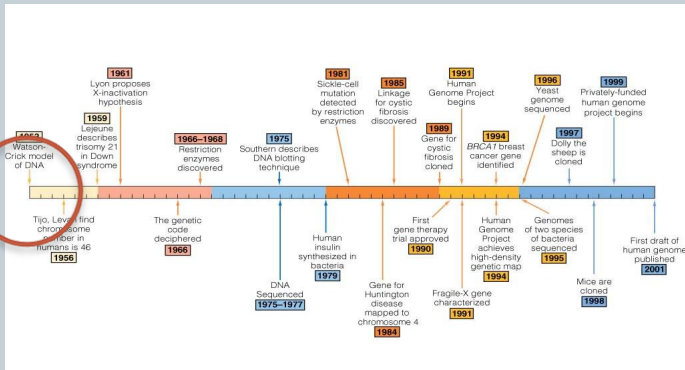 1953
Watson-
Crick model
of DNA
1959
Lejeune
describes
trisomy 21
in Down
syndrome
1961
Lyon proposes
X-inactivation
hypothesis
1966–1968
Restriction
enzymes
discovered
1975
Southern describes
DNA blotting
technique
1981
Sickle-cell
mutation
detected
by restriction
enzymes
1985
Linkage
for cystic
fibrosis
discovered
1989
Gene for
cystic
fibrosis
cloned
1991
Human
Genome Project
begins
1994
BRCA1 breast
cancer gene
identified
1996
Yeast
genome
sequenced
1997
Dolly the
sheep is
cloned
1999
Privately-funded
human genome
project begins
Tijo, Levan find
chromosome
number in
humans is 46
1956
The genetic
code
deciphered
1966
DNA
Sequenced
1975–1977
Human
insulin
synthesized in
bacteria
1979
Gene for
Huntington
disease
mapped to
chromosome 4
1984
First
gene therapy
trial approved
1990
Fragile-X gene
characterized
1991
Human
Genome
Project
achieves
high-density
genetic map
1994
Genomes
of two species
of bacteria
sequenced
1995
Mice are
cloned
1998
First draft of
human genome
published
2001